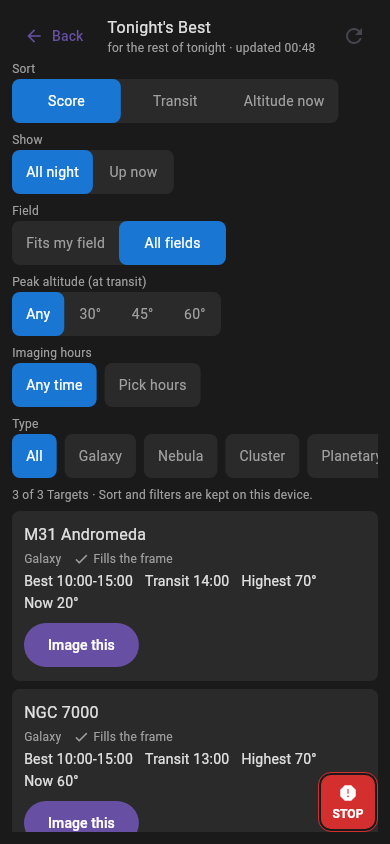 Back
Tonight's Best
for the rest of tonight · updated 00:48
Sort
Score Transit Altitude now
Show
All night Up now
Field
Fits my field All fields
Peak altitude (at transit)
Any 30° 45° 60°
Imaging hours
Any time Pick hours
Type
All Galaxy Nebula Cluster Planetary
3 of 3 Targets · Sort and filters are kept on this device.
M31 Andromeda
Galaxy Fills the frame
Best 10:00-15:00 Transit 14:00 Highest 70°
Now 20°
Image this
NGC 7000
Galaxy Fills the frame
Best 10:00-15:00 Transit 13:00 Highest 70°
Now 60°
Image this
STOP